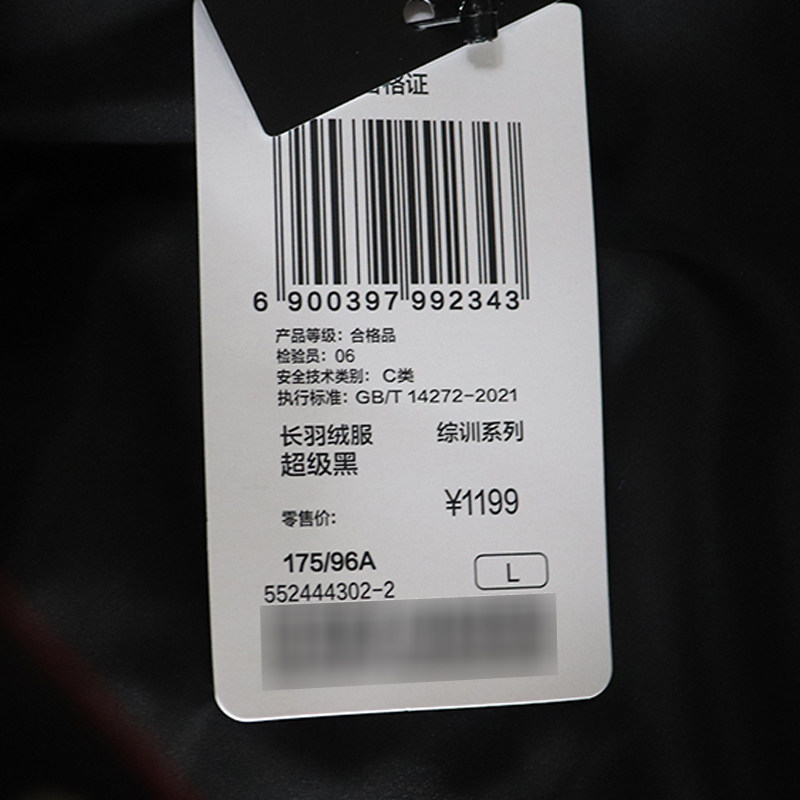 合格证
6 900397 992343
产品等级：合格品
检验员：06
安全技术类别：C类
执行标准：GB/T 14272-2021
长羽绒服 综训系列
超级黑
零售价： ¥1199
175/96A L
552444302-2